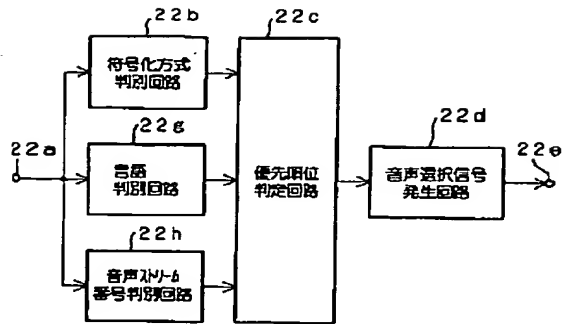 22b
22c
符号化方式
判別回路
22g
22d
22a
22e
言語
判別回路
優先順位
判定回路
音声選択信号
発生回路
22h
音声ストリーム
番号判別回路